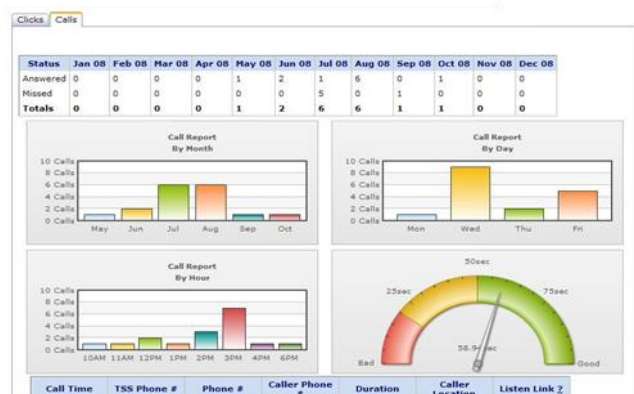 Clicks Calls
Status Jan 08 Feb 08 Mar 08 Apr 08 May 08 Jun 08 Jul 08 Aug 08 Sep 08 Oct 08 Nov 08 Dec 08
Answered 0 0 0 0 1 2 1 6 0 1 0 0
Missed 0 0 0 0 0 0 5 0 1 0 0 0
Totals 0 0 0 0 1 2 6 6 1 1 0 0
Call Report
By Month
10 Calls
8 Calls
6 Calls
4 Calls
2 Calls
0 Calls
May Jun Jul Aug Sep Oct
Call Report
By Day
10 Calls
8 Calls
6 Calls
4 Calls
2 Calls
0 Calls
Mon Wed Thu Fri
Call Report
By Hour
10 Calls
8 Calls
6 Calls
4 Calls
2 Calls
0 Calls
10AM 11AM 12PM 1PM 2PM 3PM 4PM 6PM
50sec
25sec 75sec
Bad Good
Call Time TSS Phone # Phone # Caller Phone # Duration Caller Location Listen Link ?